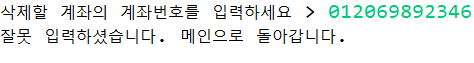 삭제할 계좌의 계좌번호를 입력하세요 > 012069892346
잘못 입력하셨습니다. 메인으로 돌아갑니다.